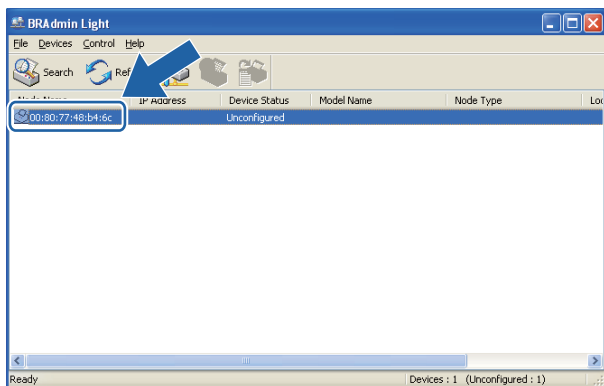 BRAdmin Light
File Devices Control Help
Search
IP Address Device Status Model Name Node Type
00:80:77:48:b4:6c Unconfigured
Ready Devices : 1 (Unconfigured : 1)